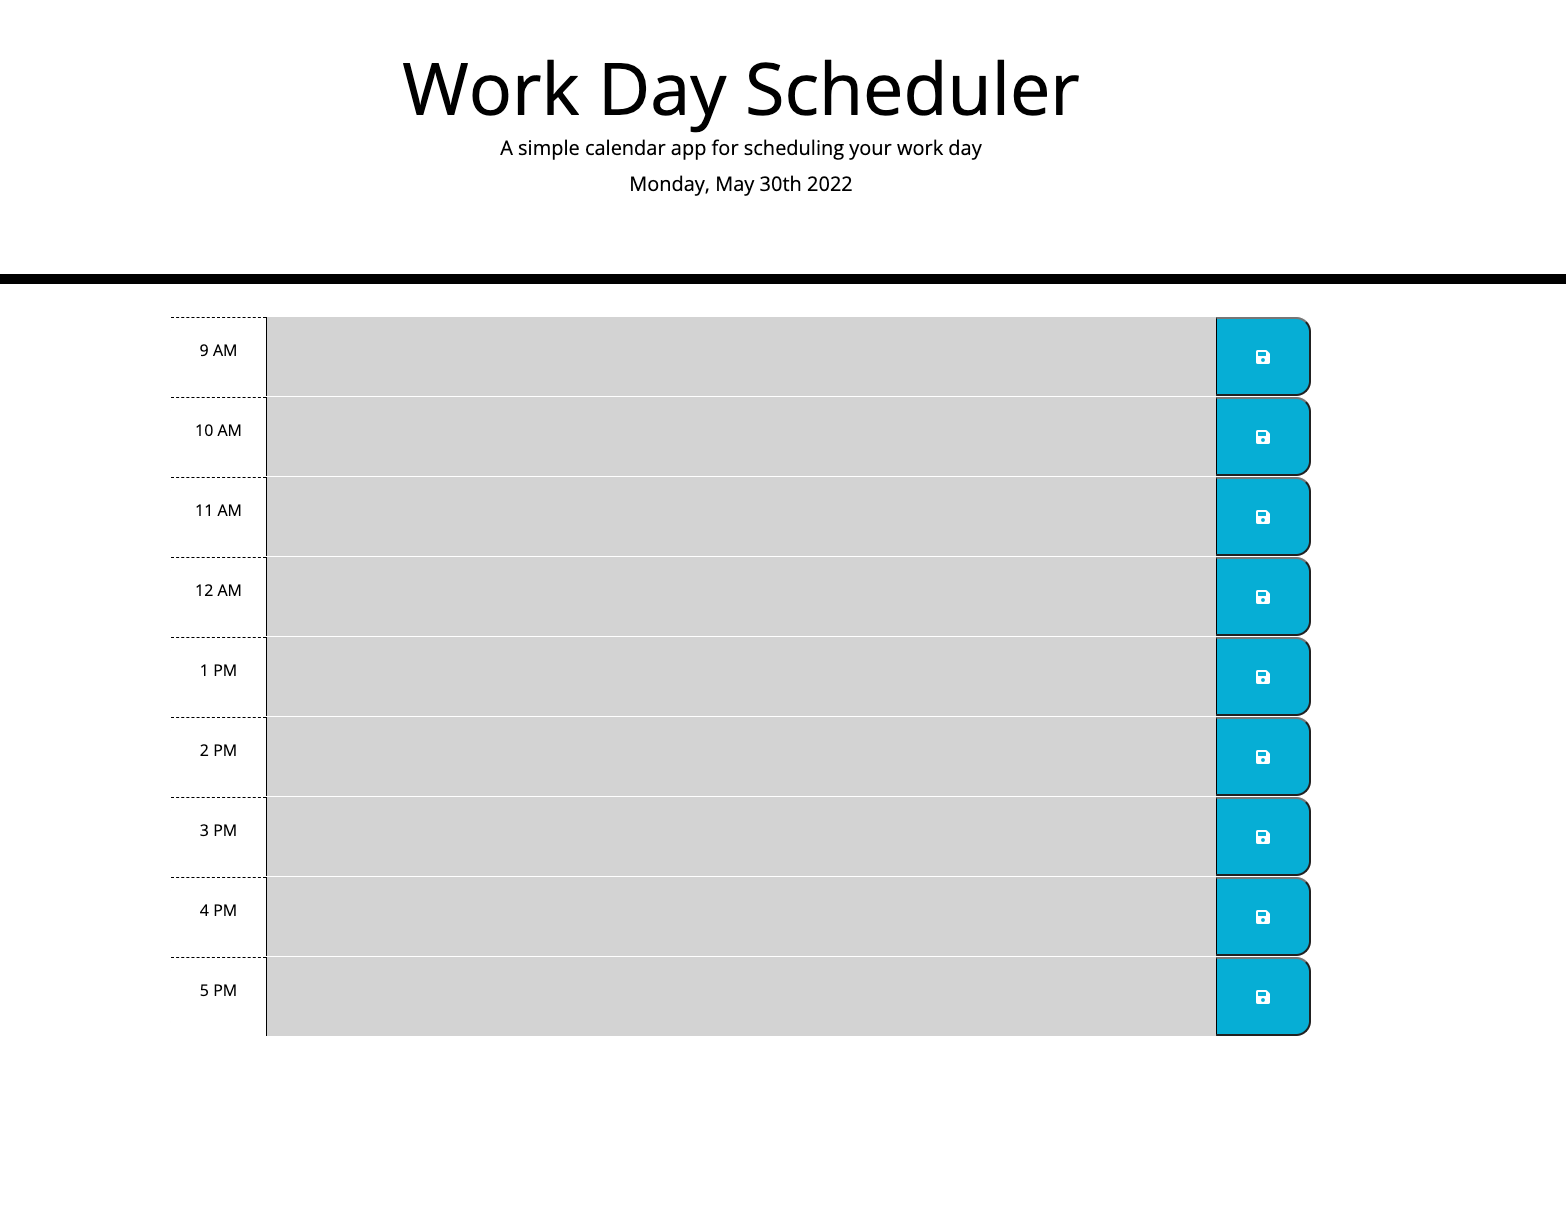 Work Day Scheduler
A simple calendar app for scheduling your work day
Monday, May 30th 2022
9 AM
10 AM
11 AM
12 AM
1 PM
2 PM
3 PM
4 PM
5 PM